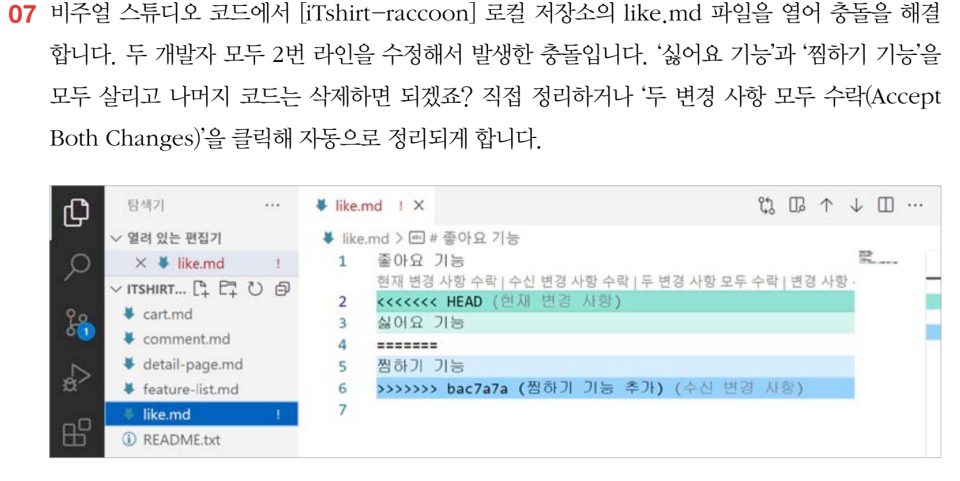 07 비주얼 스튜디오 코드에서 [iTshirt-raccoon] 로컬 저장소의 like.md 파일을 열어 충돌을 해결
합니다. 두 개발자 모두 2번 라인을 수정해서 발생한 충돌입니다. ‘싫어요 기능’과 ‘찜하기 기능’을
모두 살리고 나머지 코드는 삭제하면 되겠죠? 직접 정리하거나 ‘두 변경 사항 모두 수락(Accept
Both Changes)’을 클릭해 자동으로 정리되게 합니다.
탐색기 ···
열려 있는 편집기
like.md !
ITSHIRT...
cart.md
comment.md
detail-page.md
feature-list.md
like.md !
README.txt
1
like.md !
like.md > # 좋아요 기능
1 좋아요 기능
현재 변경 사항 수락 | 수신 변경 사항 수락 | 두 변경 사항 모두 수락 | 변경 사항
2 <<<<<<< HEAD (현재 변경 사항)
3 싫어요 기능
4 =======
5 찜하기 기능
6 >>>>>>> bac7a7a (찜하기 기능 추가) (수신 변경 사항)
7